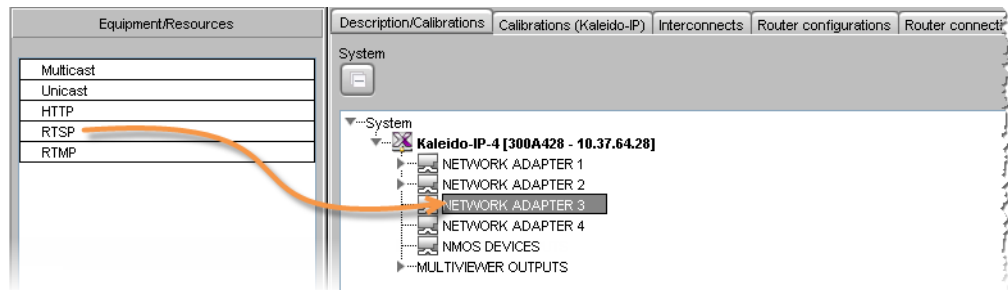 Equipment/Resources
Multicast
Unicast
HTTP
RTSP
RTMP
Description/Calibrations
Calibrations (Kaleido-IP)
Interconnects
Router configurations
Router connecti
System
System
Kaleido-IP-4 [300A428 - 10.37.64.28]
NETWORK ADAPTER 1
NETWORK ADAPTER 2
NETWORK ADAPTER 3
NETWORK ADAPTER 4
NMOS DEVICES
MULTIVIEWER OUTPUTS